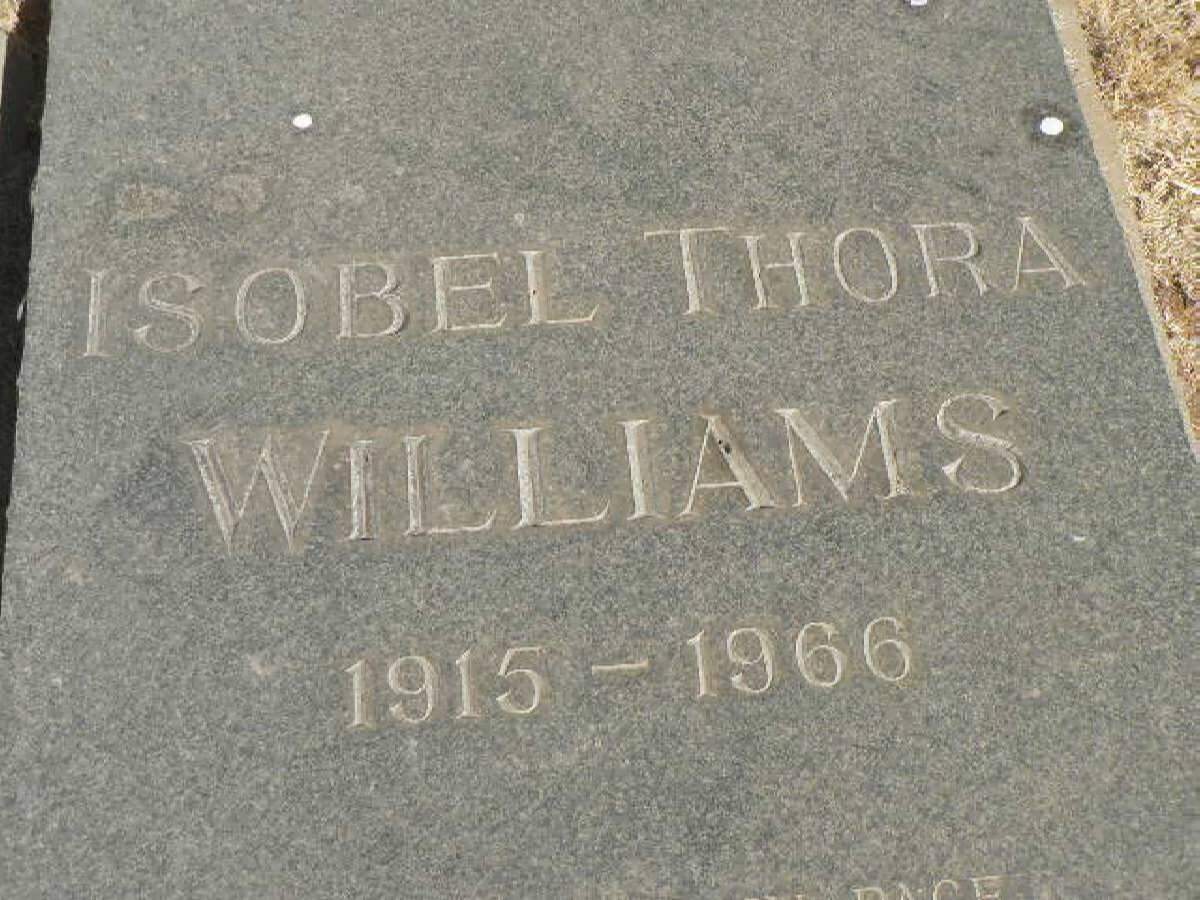 ISOBEL THORA
WILLIAMS
1915 – 1966